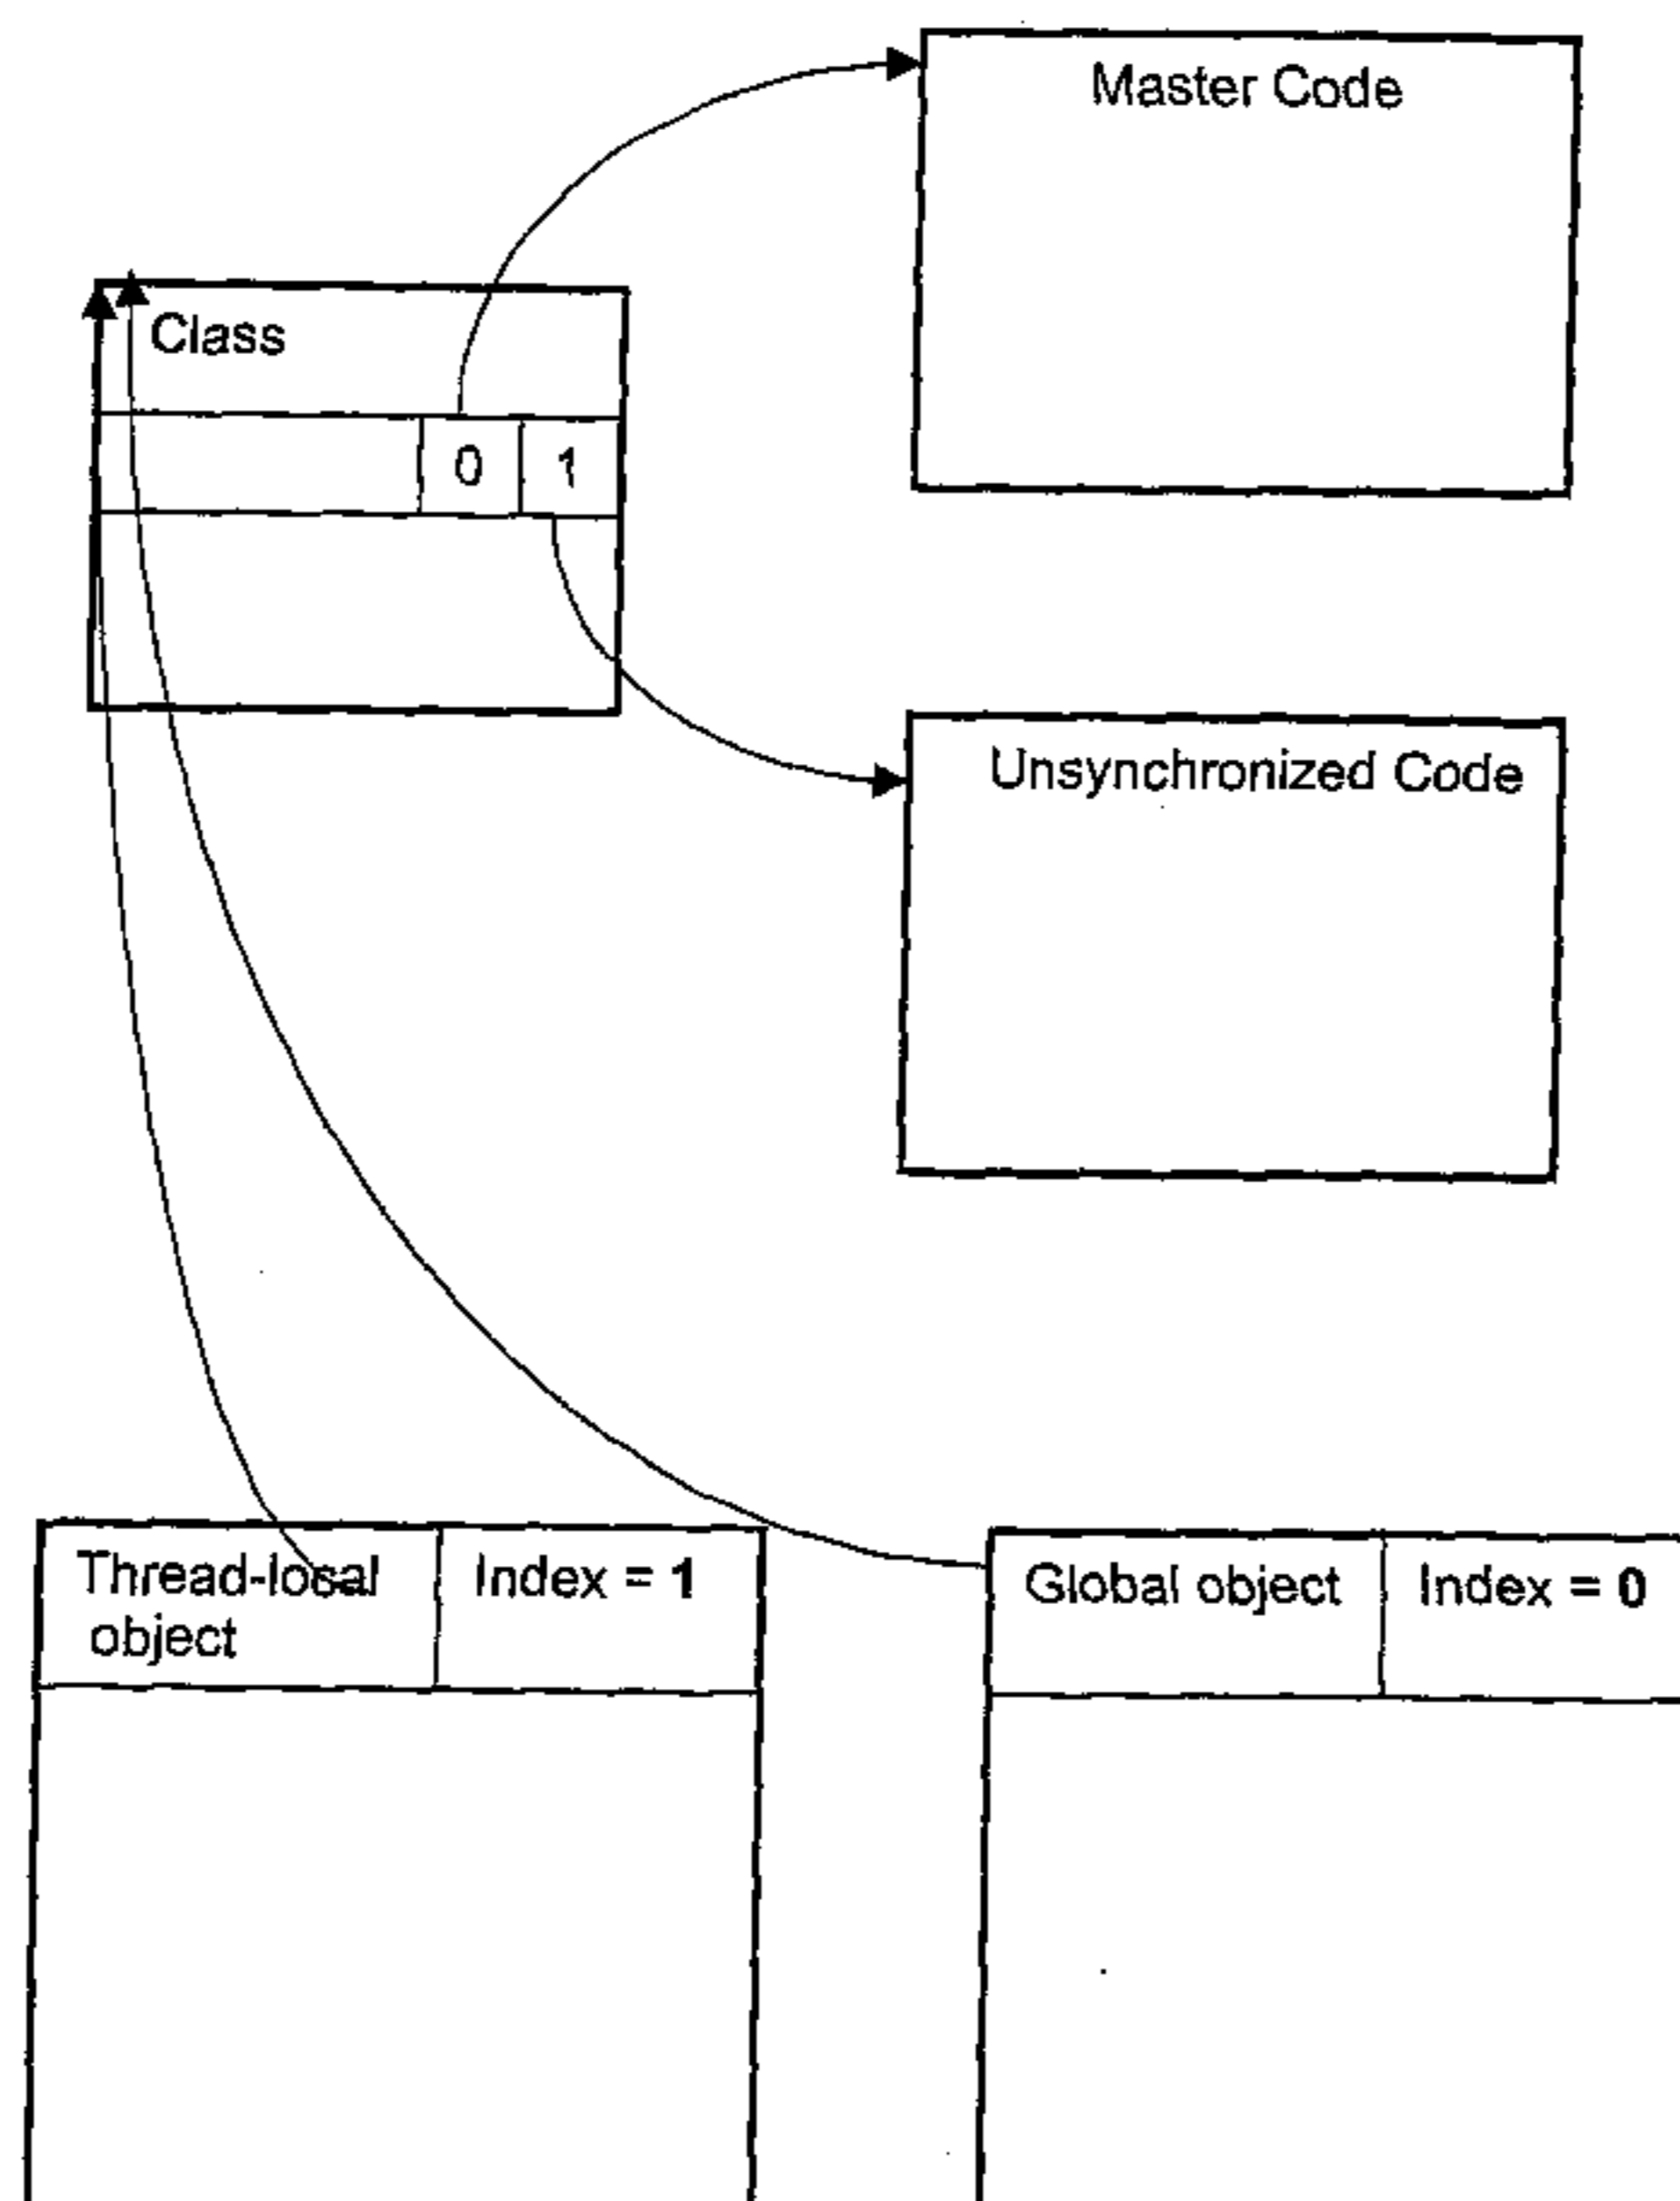 Master Code
Class
0 1
Unsynchronized Code
Thread-local
object
Index = 1
Global object
Index = 0